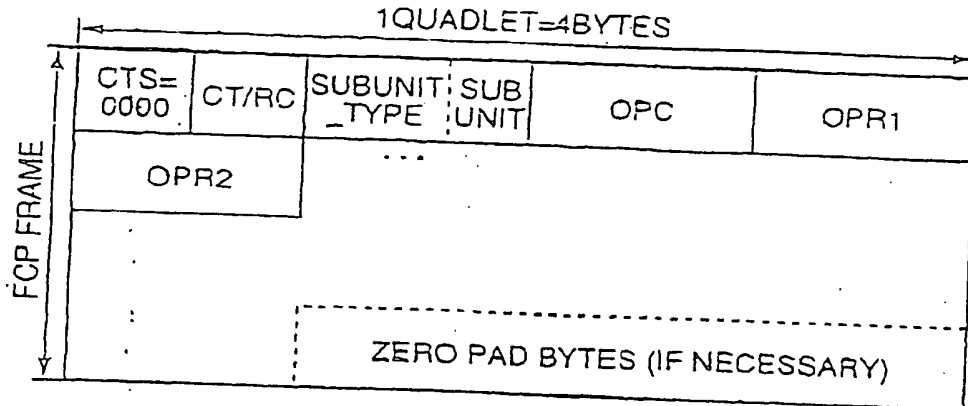 1QUADLET=4BYTES
CTS=
0000
CT/RC
SUBUNIT
_TYPE
SUB
UNIT
OPC
OPR1
OPR2
...
FCP FRAME
ZERO PAD BYTES (IF NECESSARY)